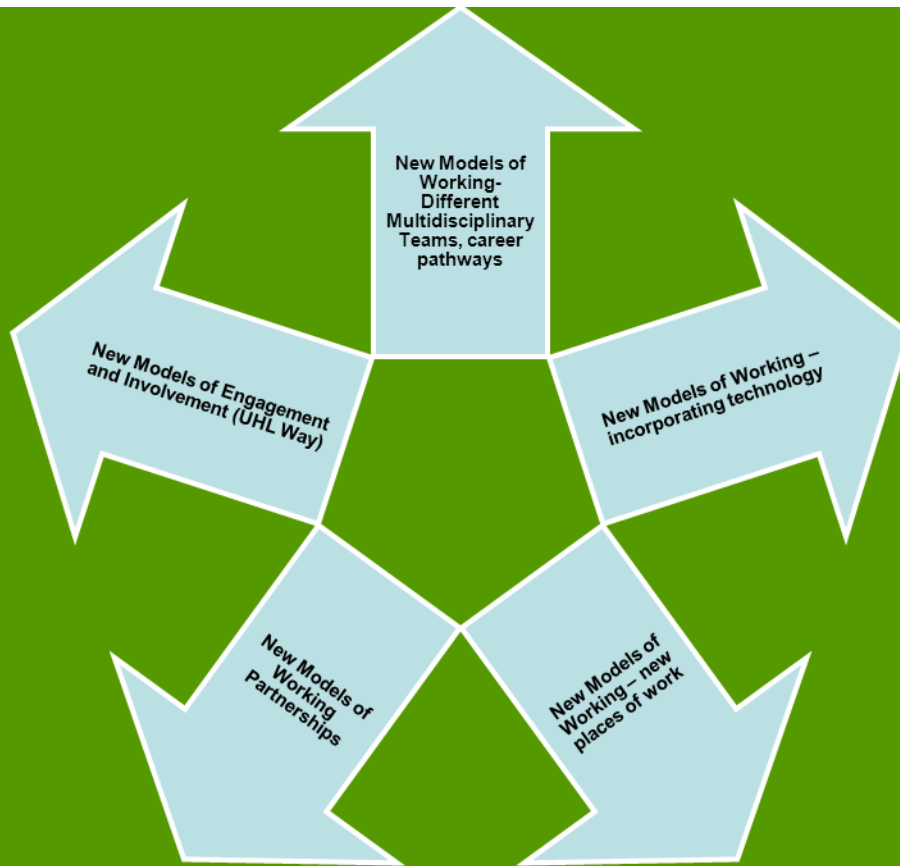 New Models of
Working-
Different
Multidisciplinary
Teams, career
pathways
New Models of Working –
incorporating technology
New Models of
Working – new
places of work
New Models of
Working
Partnerships
New Models of Engagement
and Involvement (UHL Way)